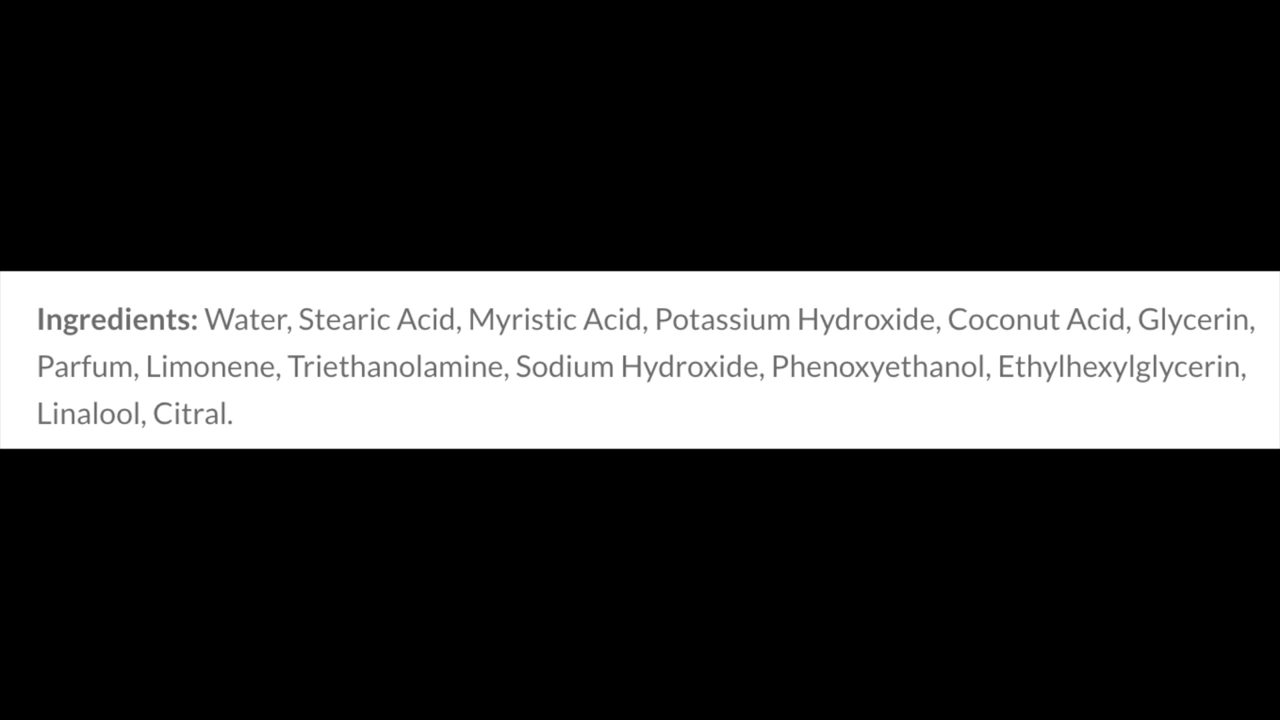 Ingredients: Water, Stearic Acid, Myristic Acid, Potassium Hydroxide, Coconut Acid, Glycerin,
Parfum, Limonene, Triethanolamine, Sodium Hydroxide, Phenoxyethanol, Ethylhexylglycerin,
Linalool, Citral.